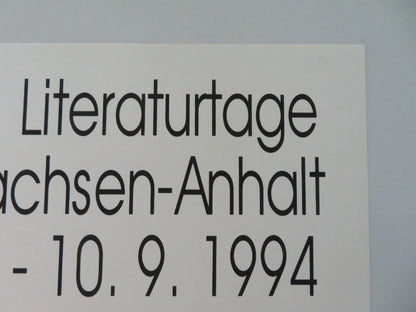 Literaturtage
achsen-Anhalt
- 10. 9. 1994